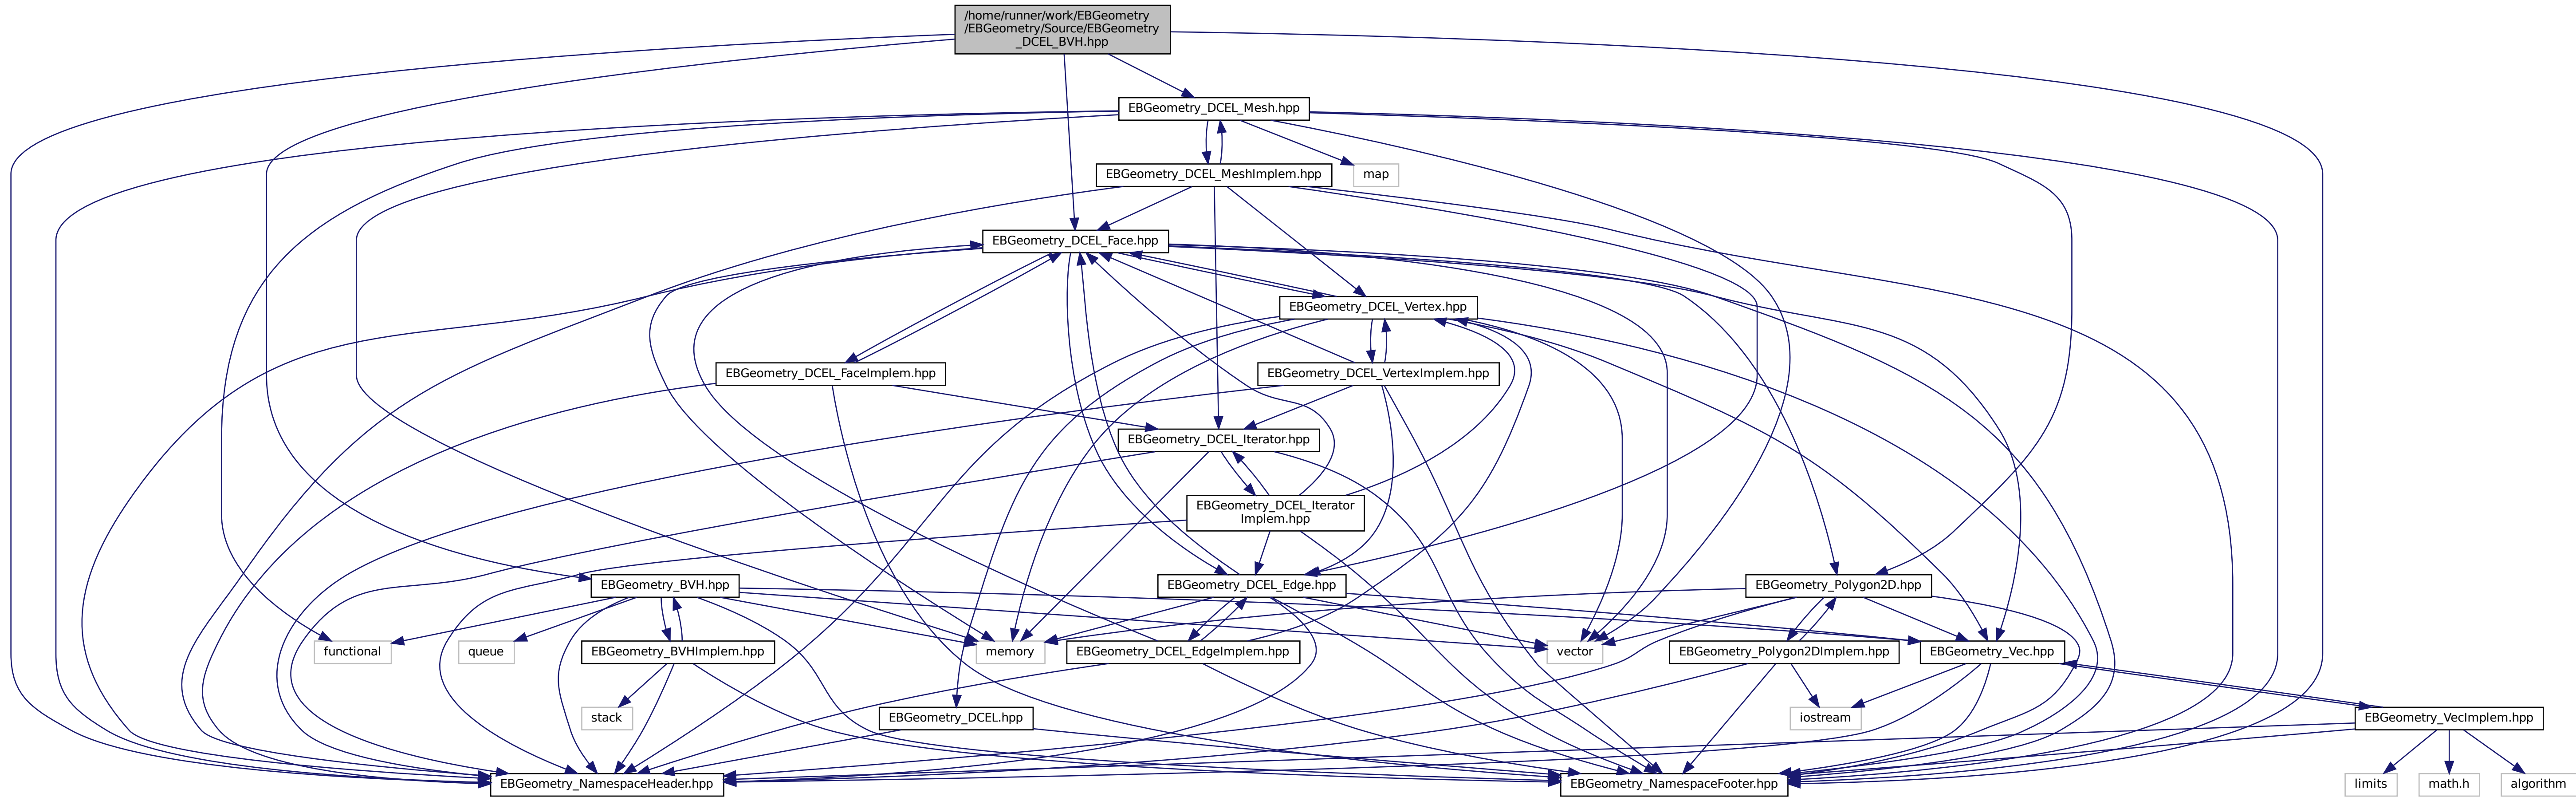 /home/runner/work/EBGeometry
/EBGeometry/Source/EBGeometry
_DCEL_BVH.hpp
EBGeometry_DCEL_Mesh.hpp
EBGeometry_DCEL_MeshImplem.hpp
map
EBGeometry_DCEL_Face.hpp
EBGeometry_DCEL_Vertex.hpp
EBGeometry_DCEL_FaceImplem.hpp
EBGeometry_DCEL_VertexImplem.hpp
EBGeometry_DCEL_Iterator.hpp
EBGeometry_DCEL_Iterator
Implem.hpp
EBGeometry_BVH.hpp
EBGeometry_DCEL_Edge.hpp
EBGeometry_Polygon2D.hpp
functional
queue
EBGeometry_BVHImplem.hpp
memory
EBGeometry_DCEL_EdgeImplem.hpp
vector
EBGeometry_Polygon2DImplem.hpp
EBGeometry_Vec.hpp
stack
EBGeometry_DCEL.hpp
iostream
EBGeometry_VecImplem.hpp
EBGeometry_NamespaceHeader.hpp
EBGeometry_NamespaceFooter.hpp
limits
math.h
algorithm